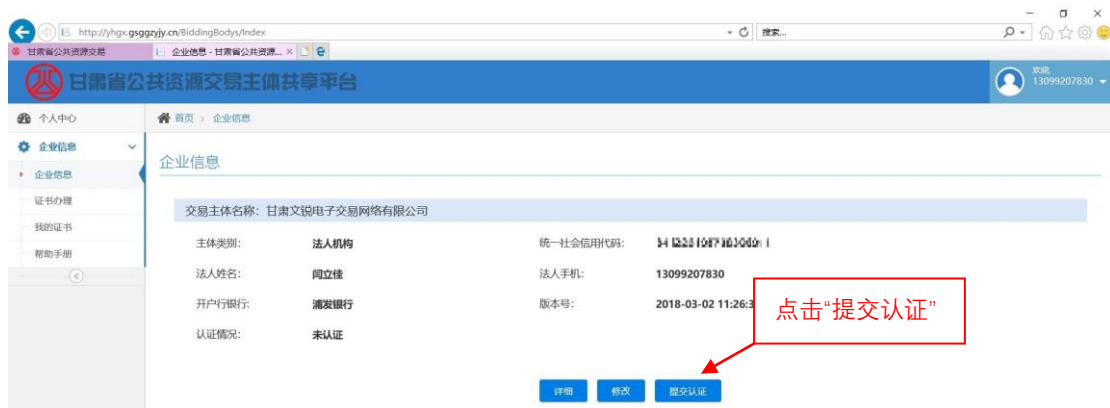 http://yhgx.gsggzyjy.cn/BiddingBodys/Index
搜索...
甘肃省公共资源交易
企业信息 - 甘肃省公共资源...
甘肃省公共资源交易主体共享平台
欢迎,
13099207830
个人中心
首页 > 企业信息
企业信息
企业信息
企业信息
证书办理
我的证书
帮助手册
交易主体名称: 甘肃文锐电子交易网络有限公司
主体类别: 法人机构 统一社会信用代码:
法人姓名: 闫立佳 法人手机: 13099207830
开户行银行: 浦发银行 版本号: 2018-03-02 11:26:3
认证情况: 未认证
点击“提交认证”
详细 修改 提交认证